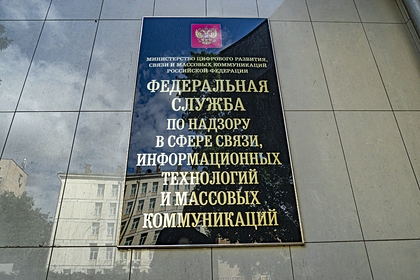 МИНИСТЕРСТВО ЦИФРОВОГО РАЗВИТИЯ,
СВЯЗИ И МАССОВЫХ КОММУНИКАЦИЙ
РОССИЙСКОЙ ФЕДЕРАЦИИ
ФЕДЕРАЛЬНАЯ
СЛУЖБА
ПО НАДЗОРУ
В СФЕРЕ СВЯЗИ,
ИНФОРМАЦИОННЫХ
ТЕХНОЛОГИЙ
И МАССОВЫХ
КОММУНИКАЦИЙ